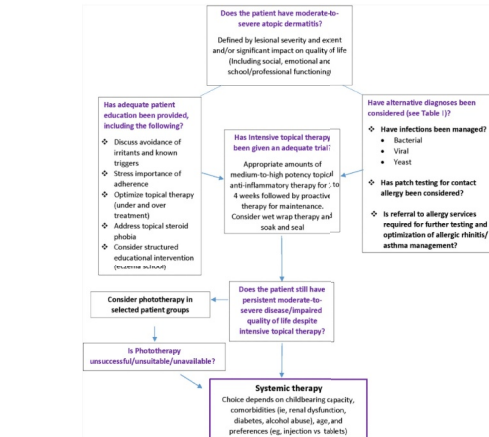 Does the patient have moderate-to-
severe atopic dermatitis?
Defined by lesional severity and extent
and/or significant impact on quality of life
(Including social, emotional and
school/professional functioning)
Has adequate patient
education been provided,
including the following?
❖ Discuss avoidance of
irritants and known
triggers
❖ Stress importance of
adherence
❖ Optimize topical therapy
(under and over
treatment)
❖ Address topical steroid
phobia
❖ Consider structured
educational intervention
(eczema school)
Has Intensive topical therapy
been given an adequate trial?
Appropriate amounts of
medium-to-high potency topical
anti-inflammatory therapy for to
4 weeks followed by proactive
therapy for maintenance.
Consider wet wrap therapy and
soak and seal
Have alternative diagnoses been
considered (see Table I)?
❖ Have infections been managed?
• Bacterial
• Viral
• Yeast
❖ Has patch testing for contact
allergy been considered?
❖ Is referral to allergy services
required for further testing and
optimization of allergic rhinitis/
asthma management?
Consider phototherapy in
selected patient groups
Does the patient still have
persistent moderate-to-
severe disease/impaired
quality of life despite
intensive topical therapy?
Is Phototherapy
unsuccessful/unsuitable/unavailable?
Systemic therapy
Choice depends on childbearing capacity,
comorbidities (ie, renal dysfunction,
diabetes, alcohol abuse), age, and
preferences (eg, injection vs tablets)